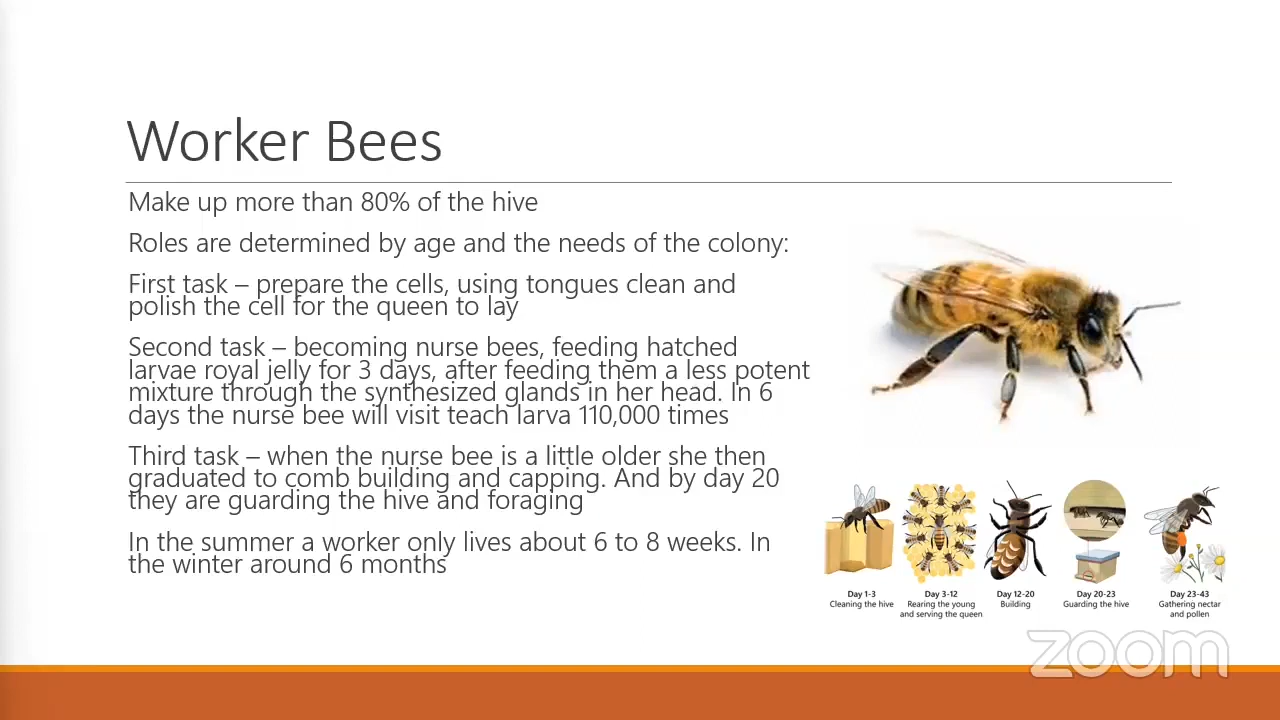 Worker Bees
Make up more than 80% of the hive
Roles are determined by age and the needs of the colony:
First task – prepare the cells, using tongues clean and
polish the cell for the queen to lay
Second task – becoming nurse bees, feeding hatched
larvae royal jelly for 3 days, after feeding them a less potent
mixture through the synthesized glands in her head. In 6
days the nurse bee will visit teach larva 110,000 times
Third task – when the nurse bee is a little older she then
graduated to comb building and capping. And by day 20
they are guarding the hive and foraging
In the summer a worker only lives about 6 to 8 weeks. In
the winter around 6 months
Day 1-3
Cleaning the hive
Day 3-12
Rearing the young
and serving the queen
Day 12-20
Building
Day 20-23
Guarding the hive
Day 23-43
Gathering nectar
and pollen
zoom